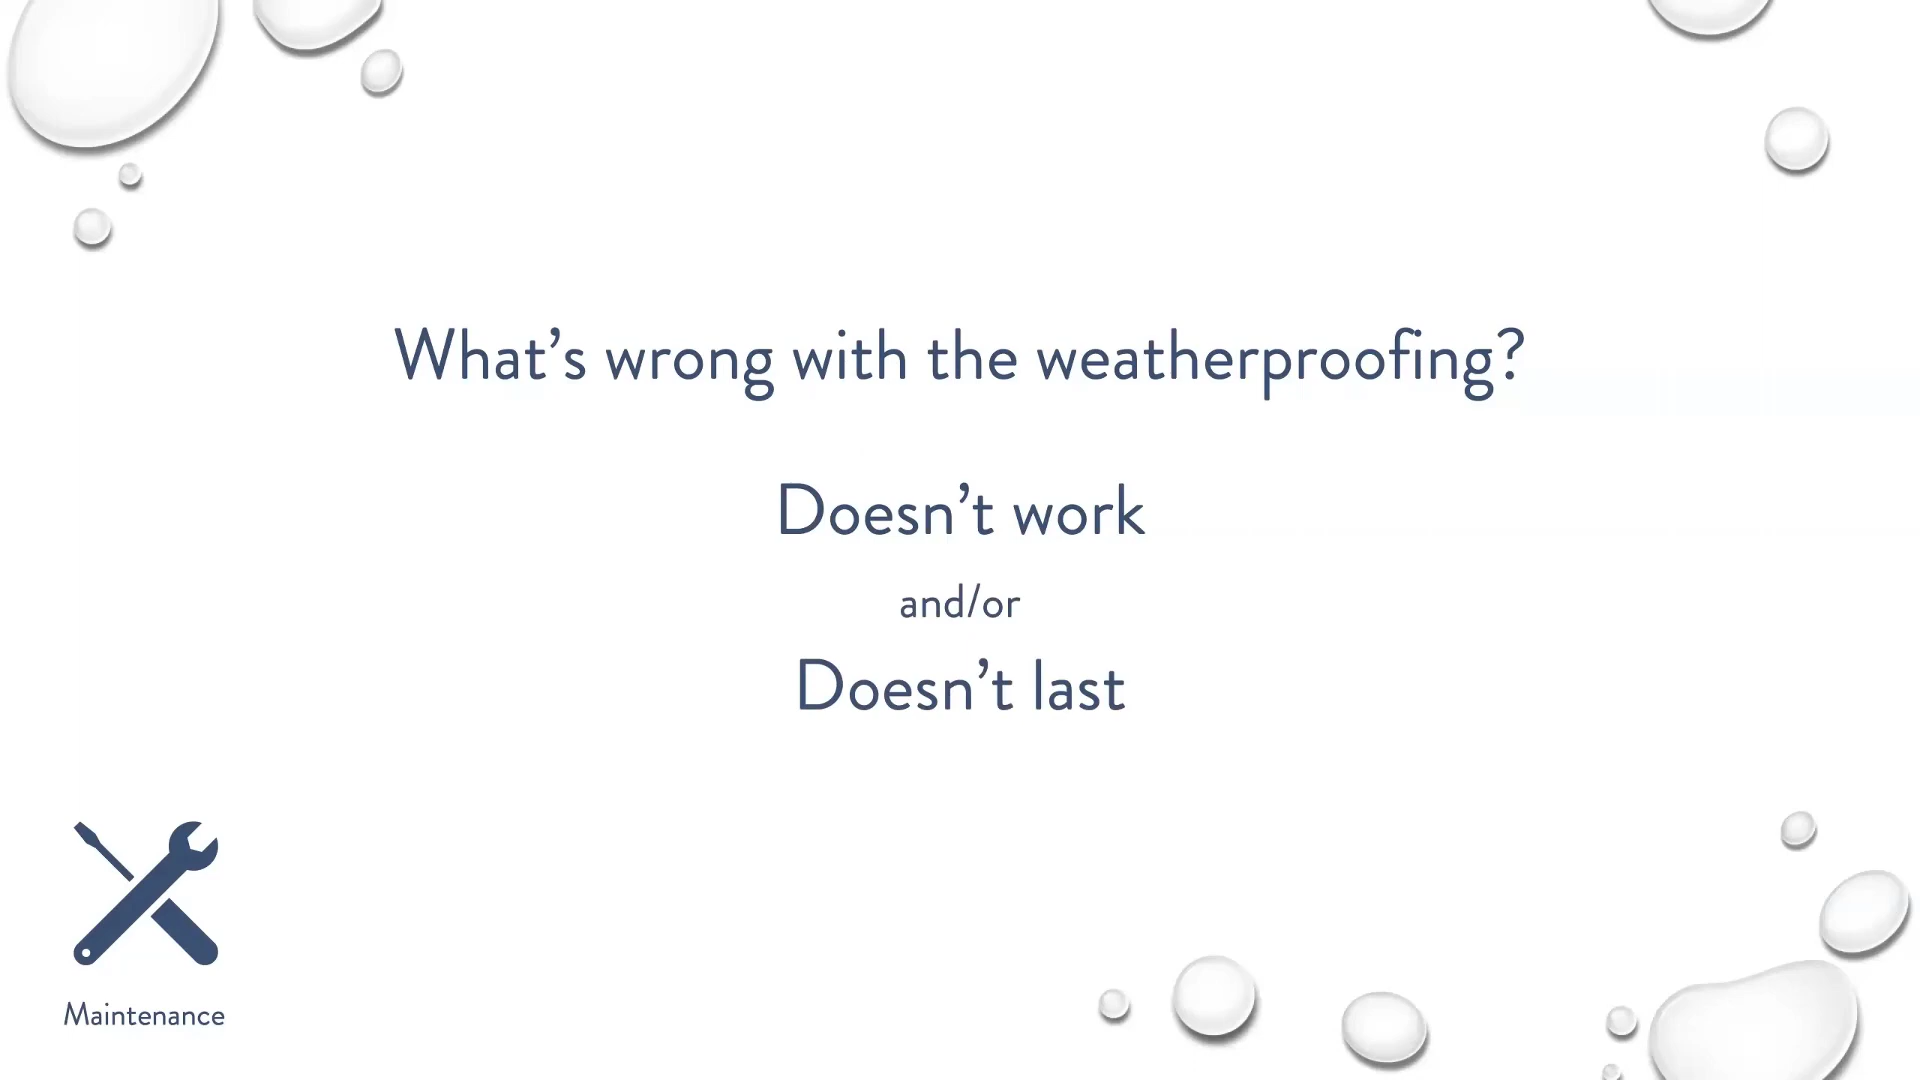 What’s wrong with the weatherproofing?
Doesn’t work
and/or
Doesn’t last
Maintenance